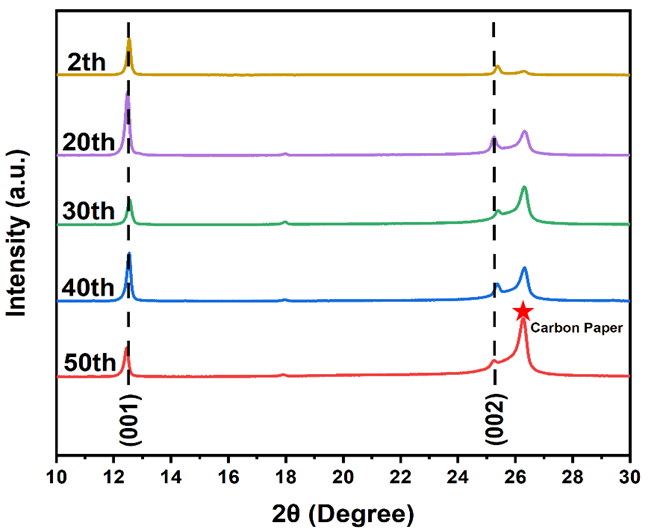 2th
20th
30th
40th
50th
Carbon Paper
(001)
(002)
Intensity (a.u.)
10 12 14 16 18 20 22 24 26 28 30
2θ (Degree)